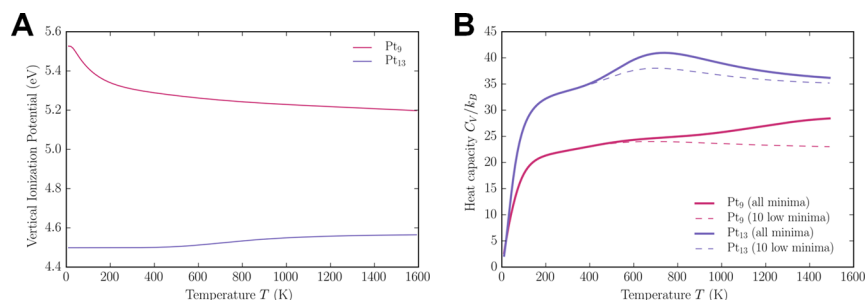 A
5.6
5.4
5.2
5.0
4.8
4.6
4.4
Vertical Ionization Potential (eV)
Pt₉
Pt₁₃
0 200 400 600 800 1000 1200 1400 1600
Temperature T (K)
B
45
40
35
30
25
20
15
10
5
0
Heat capacity C_V/k_B
Pt₉ (all minima)
Pt₉ (10 low minima)
Pt₁₃ (all minima)
Pt₁₃ (10 low minima)
0 200 400 600 800 1000 1200 1400 1600
Temperature T (K)